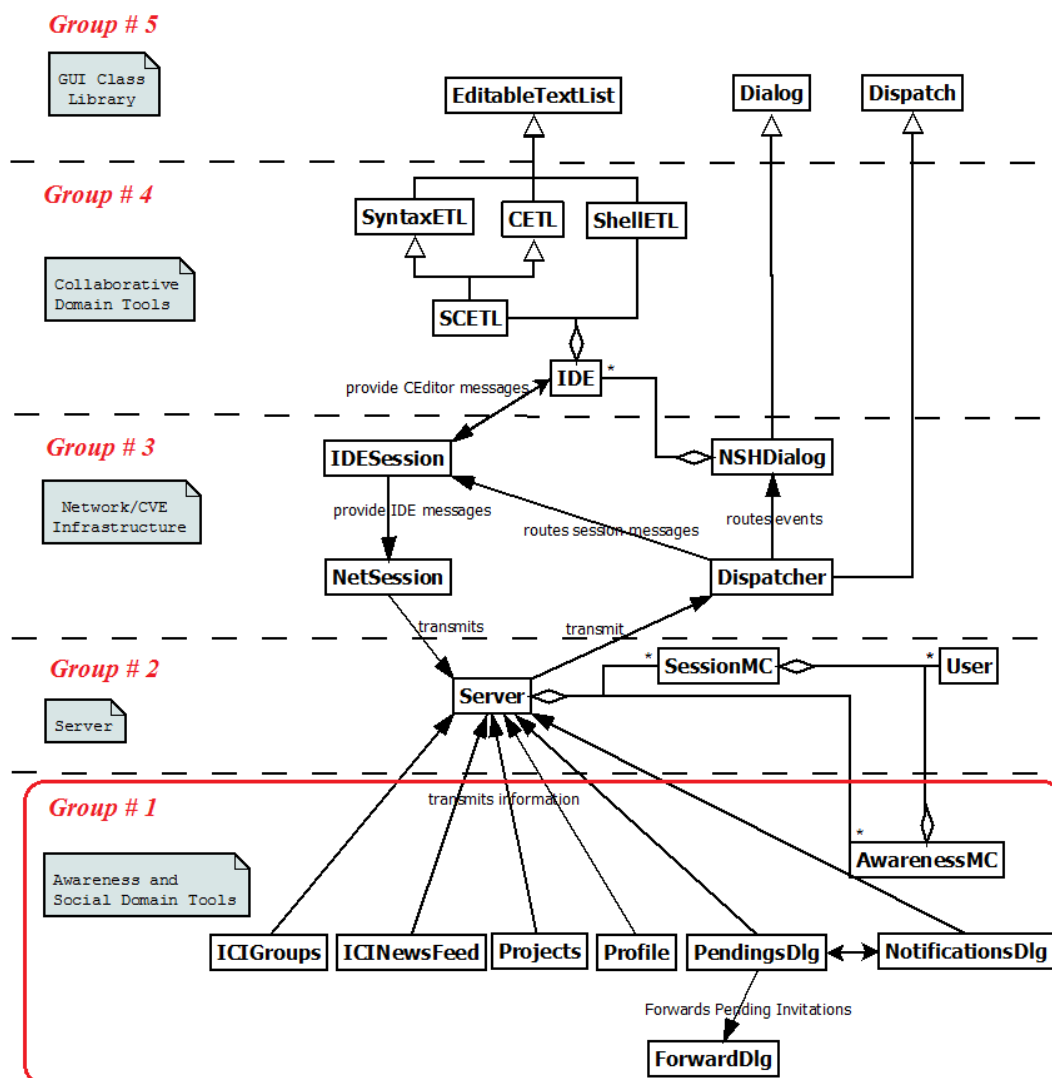 Group # 5
GUI Class
Library
EditableTextList
Dialog
Dispatch
Group # 4
SyntaxETL
CETL
ShellETL
Collaborative
Domain Tools
SCETL
IDE
*
provide CEditor messages
Group # 3
IDESession
NSHDialog
Network/CVE
Infrastructure
provide IDE messages
routes session messages
routes events
NetSession
Dispatcher
transmits
transmit
Group # 2
*
SessionMC
*
User
Server
Server
Group # 1
transmits information
*
AwarenessMC
Awareness and
Social Domain Tools
ICIGroups
ICINewsFeed
Projects
Profile
PendingsDlg
NotificationsDlg
Forwards Pending Invitations
ForwardDlg